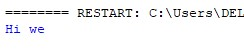 ======== RESTART: C:\Users\DEL
Hi we